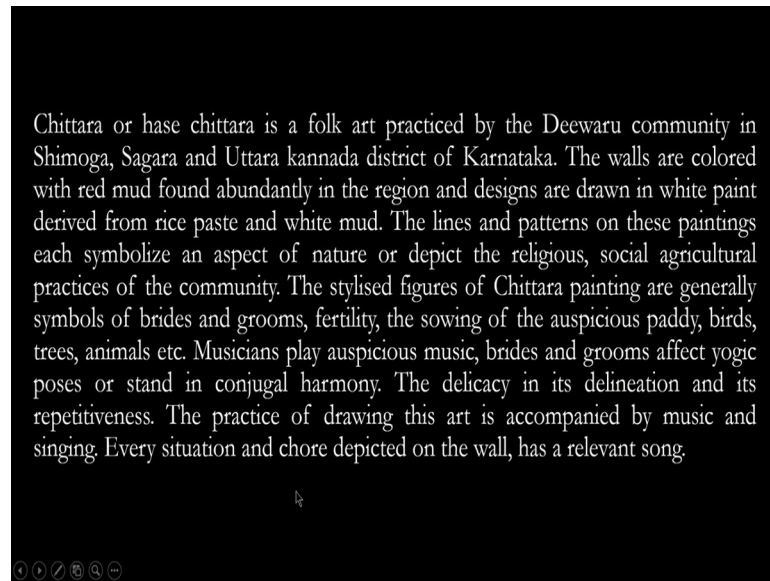 Chittara or hase chittara is a folk art practiced by the Deewaru community in
Shimoga, Sagara and Uttara kannada district of Karnataka. The walls are colored
with red mud found abundantly in the region and designs are drawn in white paint
derived from rice paste and white mud. The lines and patterns on these paintings
each symbolize an aspect of nature or depict the religious, social agricultural
practices of the community. The stylised figures of Chittara painting are generally
symbols of brides and grooms, fertility, the sowing of the auspicious paddy, birds,
trees, animals etc. Musicians play auspicious music, brides and grooms affect yogic
poses or stand in conjugal harmony. The delicacy in its delineation and its
repetitiveness. The practice of drawing this art is accompanied by music and
singing. Every situation and chore depicted on the wall, has a relevant song.